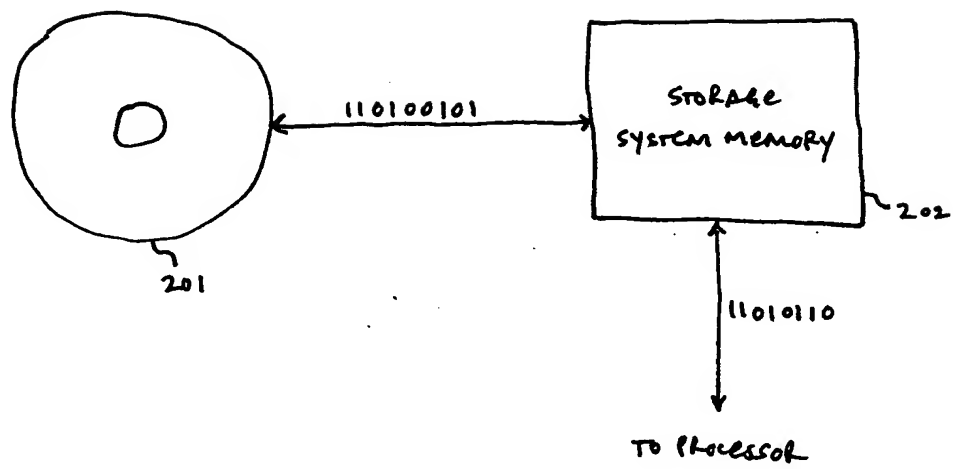 110100101
STORAGE
SYSTEM MEMORY
202
201
11010110
TO PROCESSOR